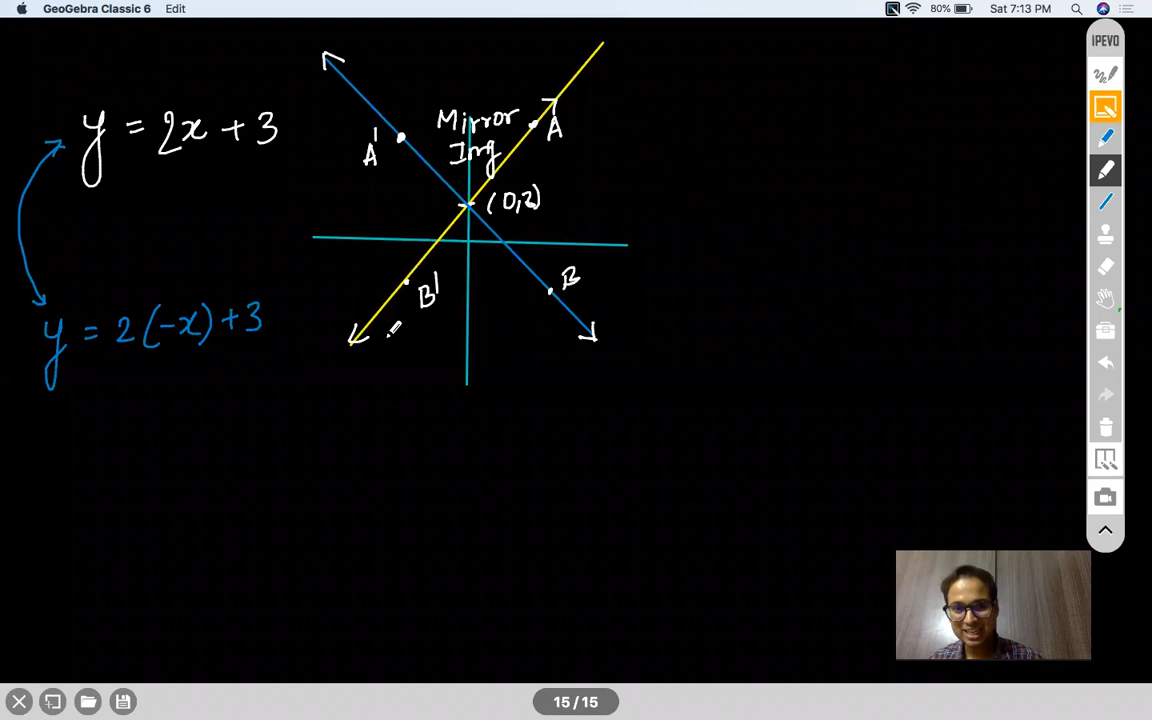 GeoGebra Classic 6 Edit 80% Sat 7:13 PM
IPEVO
y = 2x + 3
Mirror
Img
A
A'
(0,3)
B
B'
y = 2(-x) + 3
15 / 15